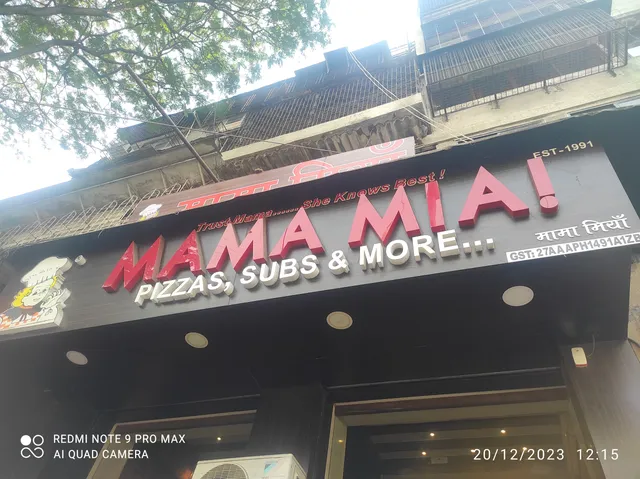 EST-1991
Trust Mama......She Knows Best !
MAMA MIA!
PIZZAS, SUBS & MORE...
मामा मियाँ
GST: 27AAAPH1491A1ZB
REDMI NOTE 9 PRO MAX
AI QUAD CAMERA
20/12/2023 12:15